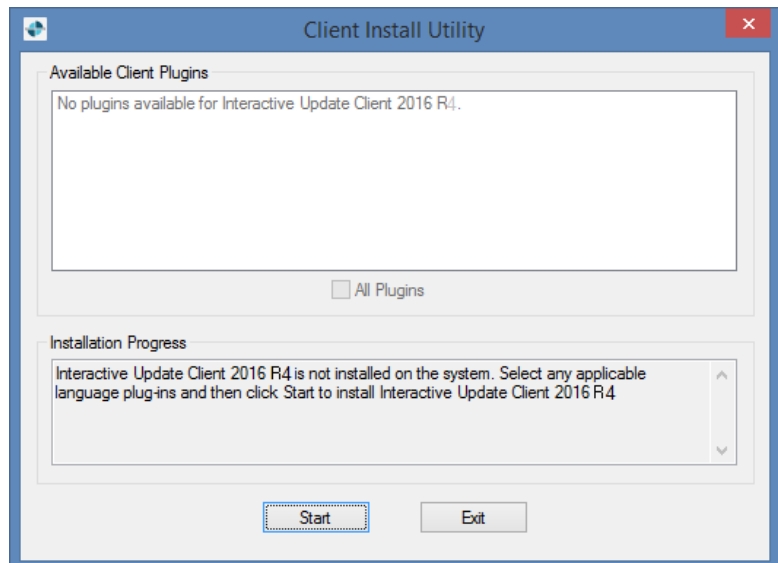 Client Install Utility
Available Client Plugins
No plugins available for Interactive Update Client 2016 R4.
All Plugins
Installation Progress
Interactive Update Client 2016 R4 is not installed on the system. Select any applicable
language plug-ins and then click Start to install Interactive Update Client 2016 R4
Start Exit